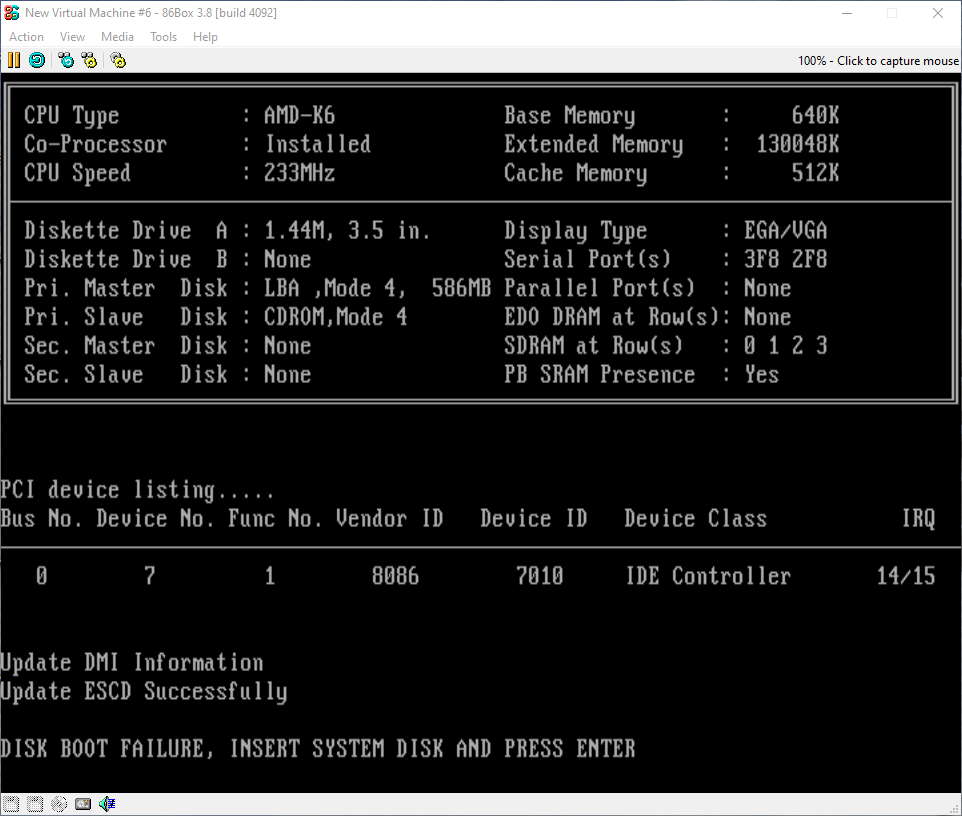 New Virtual Machine #6 - 86Box 3.8 [build 4092]
Action View Media Tools Help
100% - Click to capture mouse
CPU Type : AMD-K6 Base Memory : 640K
Co-Processor : Installed Extended Memory : 130048K
CPU Speed : 233MHz Cache Memory : 512K
Diskette Drive A : 1.44M, 3.5 in. Display Type : EGA/VGA
Diskette Drive B : None Serial Port(s) : 3F8 2F8
Pri. Master Disk : LBA ,Mode 4, 586MB Parallel Port(s) : None
Pri. Slave Disk : CDROM,Mode 4 EDO DRAM at Row(s): None
Sec. Master Disk : None SDRAM at Row(s) : 0 1 2 3
Sec. Slave Disk : None PB SRAM Presence : Yes
PCI device listing.....
Bus No. Device No. Func No. Vendor ID Device ID Device Class IRQ
0 7 1 8086 7010 IDE Controller 14/15
Update DMI Information
Update ESCD Successfully
DISK BOOT FAILURE, INSERT SYSTEM DISK AND PRESS ENTER